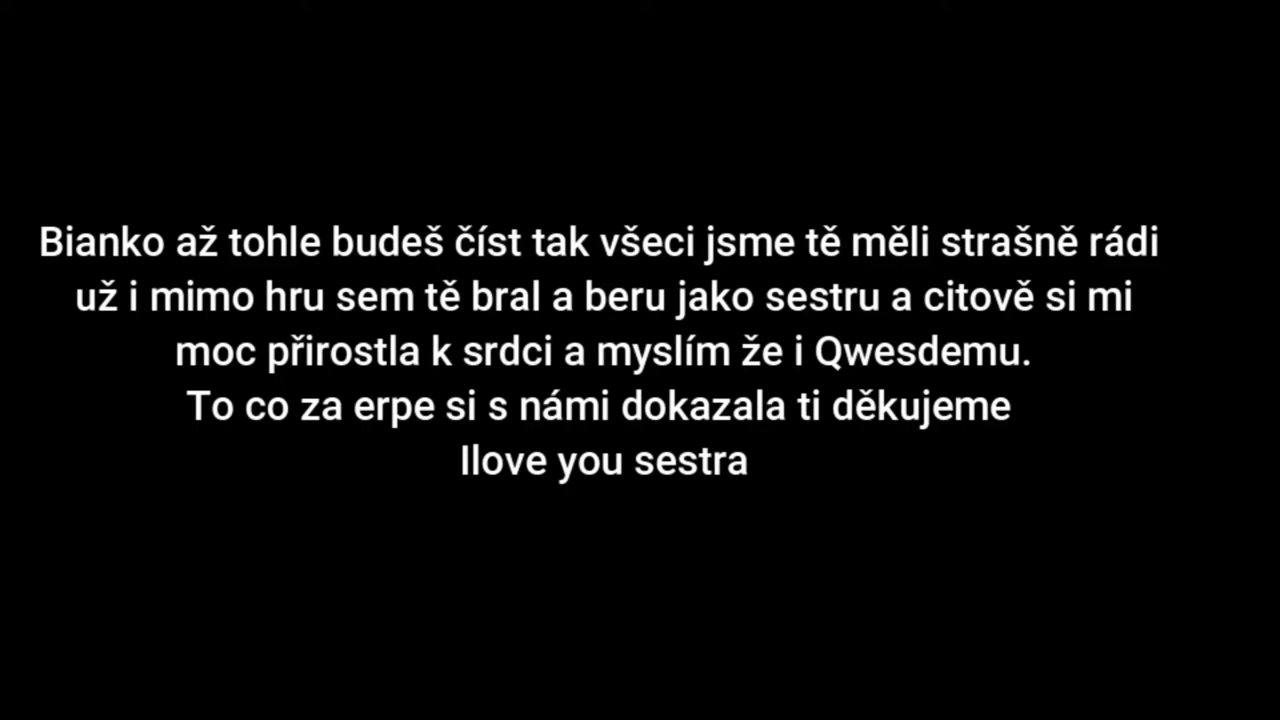 Bianko až tohle budeš číst tak všeci jsme tě měli strašně rádi
už i mimo hru sem tě bral a beru jako sestru a citově si mi
moc přirostla k srdci a myslím že i Qwesdemu.
To co za erpe si s námi dokazala ti děkujeme
Ilove you sestra